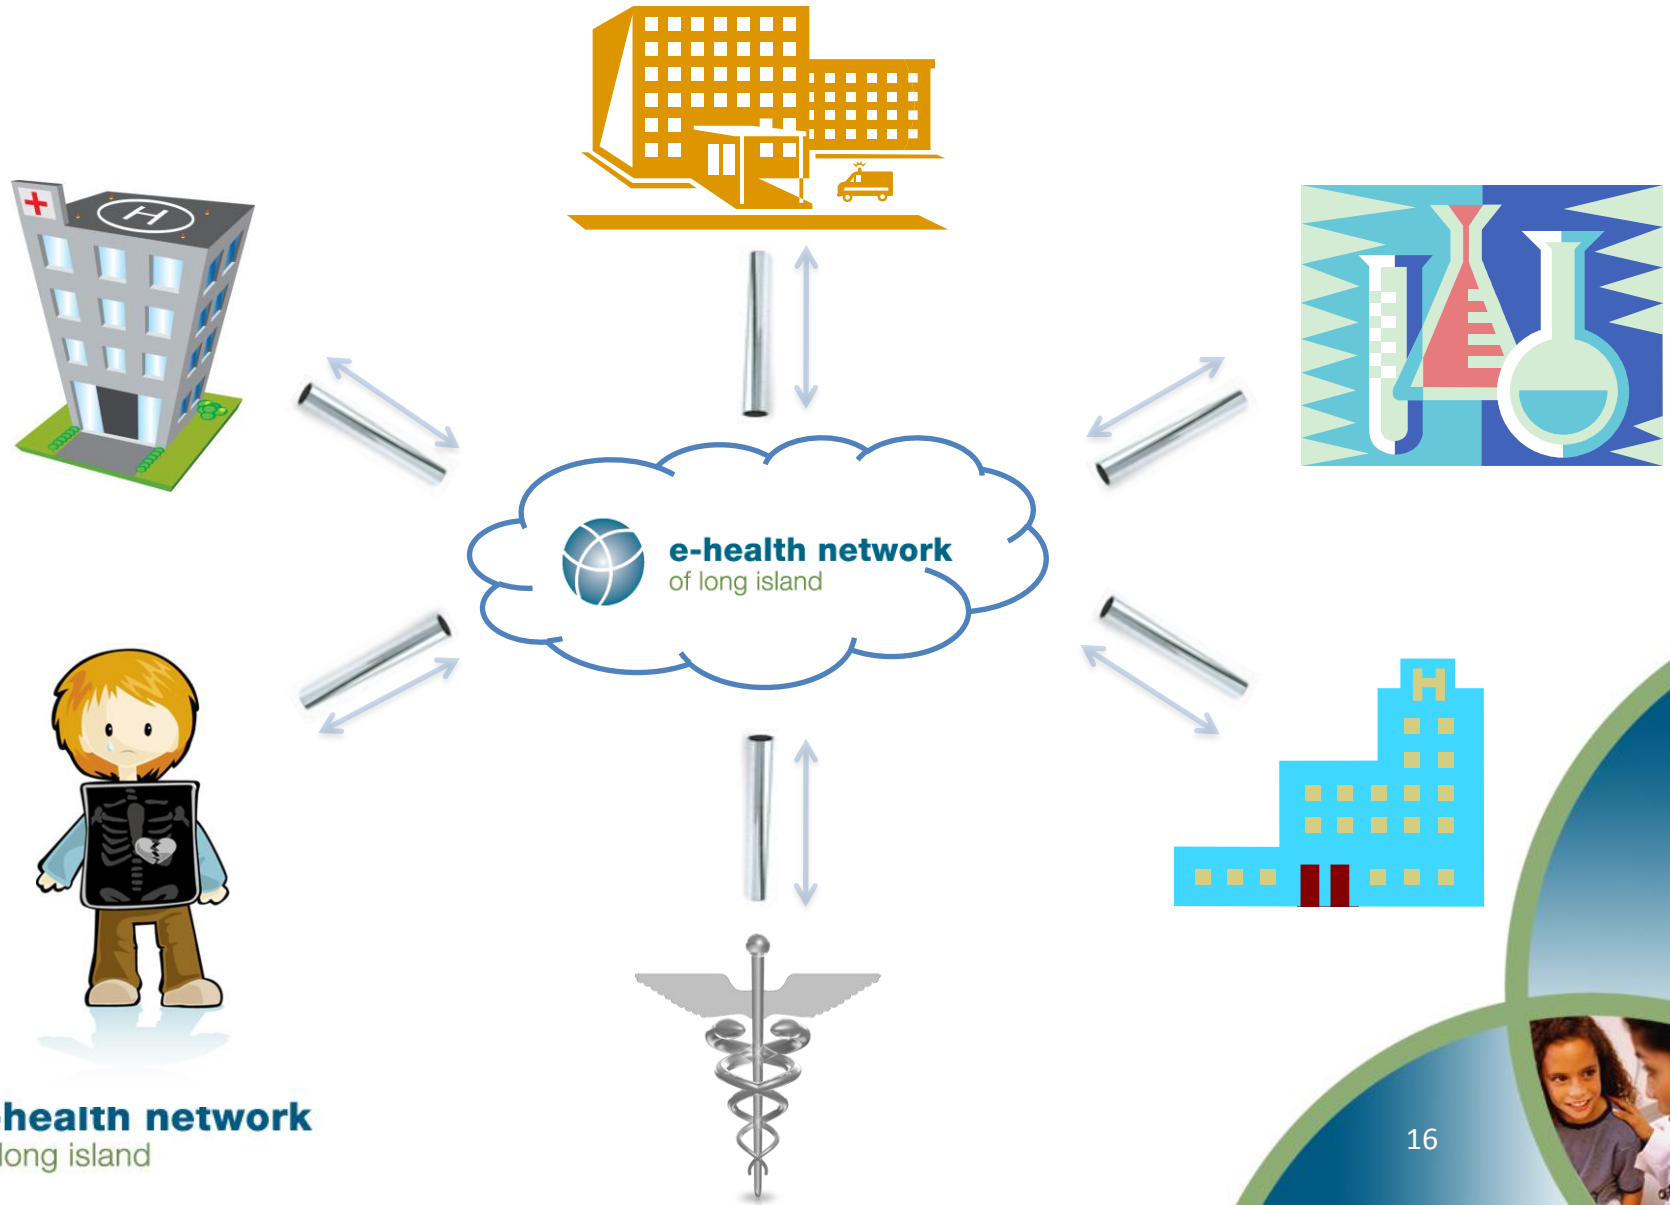 H
H
e-health network
of long island
-health network
long island
16